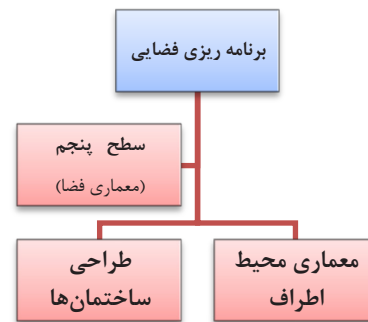 برنامه ریزی فضایی
سطح پنجم
(معماری فضا)
معماری محیط
اطراف
طراحی
ساختمان‌ها